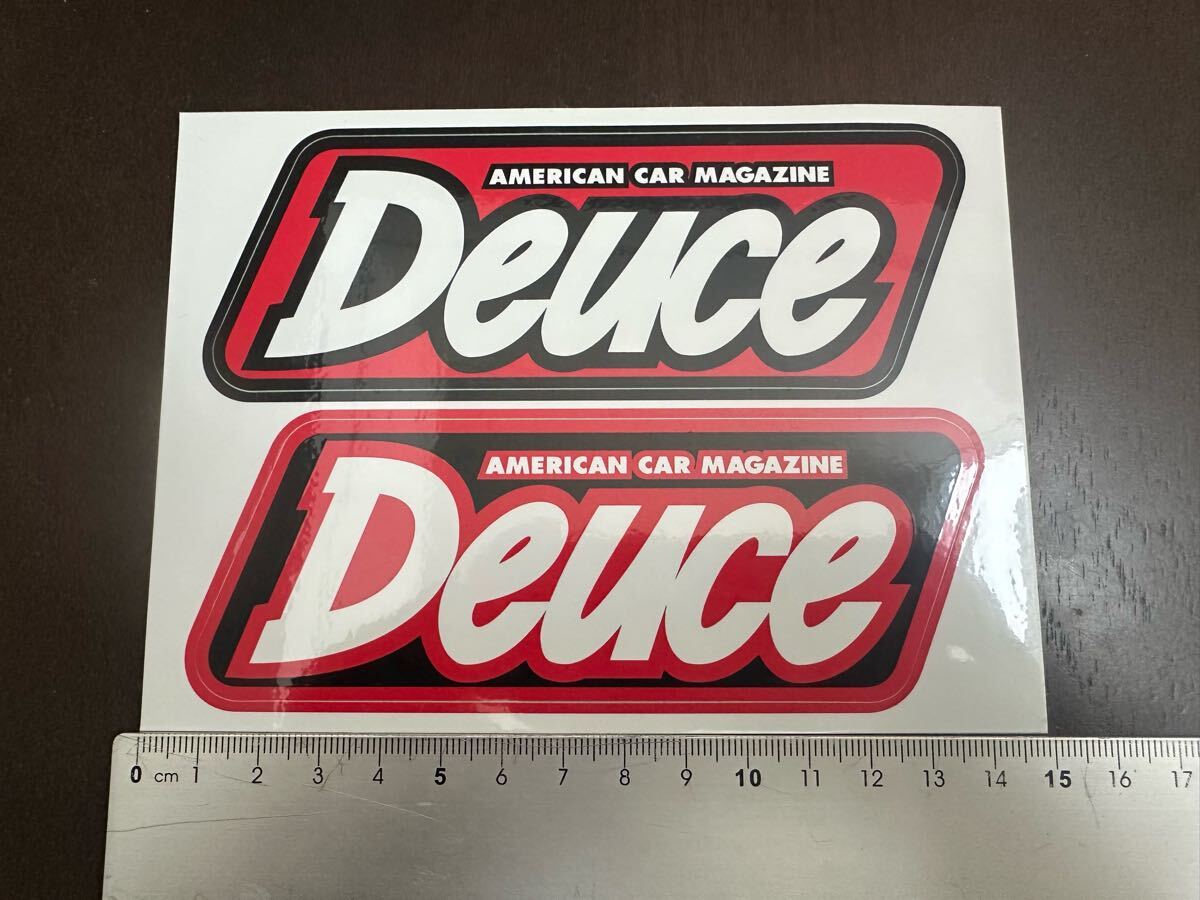 AMERICAN CAR MAGAZINE
Deuce
AMERICAN CAR MAGAZINE
Deuce
0 cm 1 2 3 4 5 6 7 8 9 10 11 12 13 14 15 16 17